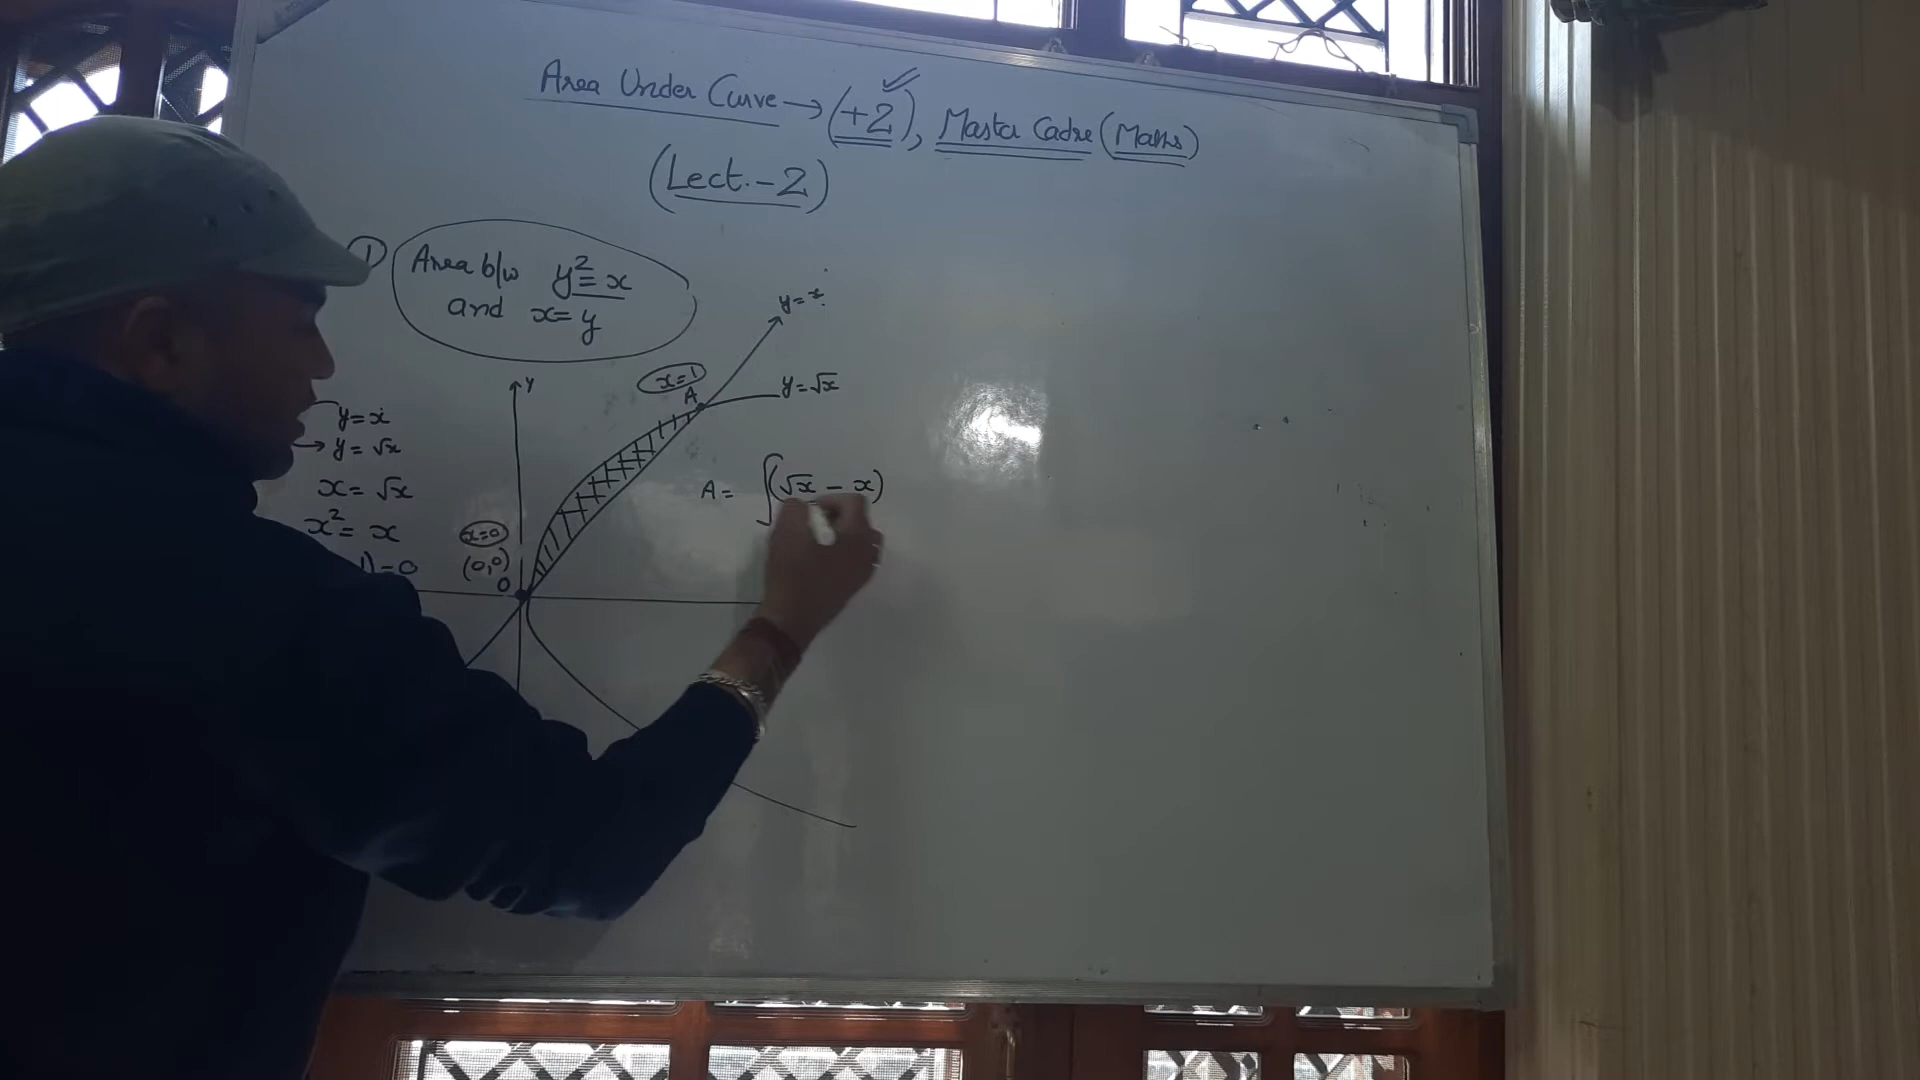 Area Under Curve → (+2), Master Cadre (Maths)
(Lect.-2)
① Area b/w y² = x
and x = y
y = x
x=1
Y
A
y = √x
y = x
→ y = √x
x = √x
A = ∫(√x - x)
x² = x
x=0
1) = 0
(0,0)
O